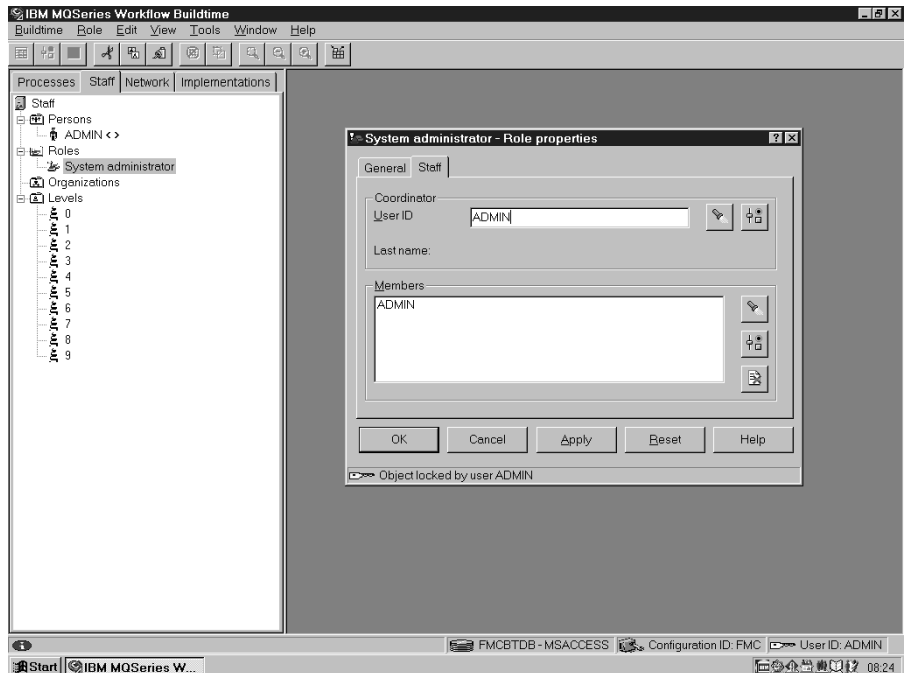 IBM MQSeries Workflow Buildtime
Buildtime Role Edit View Tools Window Help
Processes Staff Network Implementations
Staff
Persons
ADMIN <>
Roles
System administrator
Organizations
Levels
0
1
2
3
4
5
6
7
8
9
System administrator - Role properties
General Staff
Coordinator
User ID ADMIN
Last name:
Members
ADMIN
OK Cancel Apply Reset Help
Object locked by user ADMIN
FMCBTDB - MSACCESS Configuration ID: FMC User ID: ADMIN
Start IBM MQSeries W... 08:24